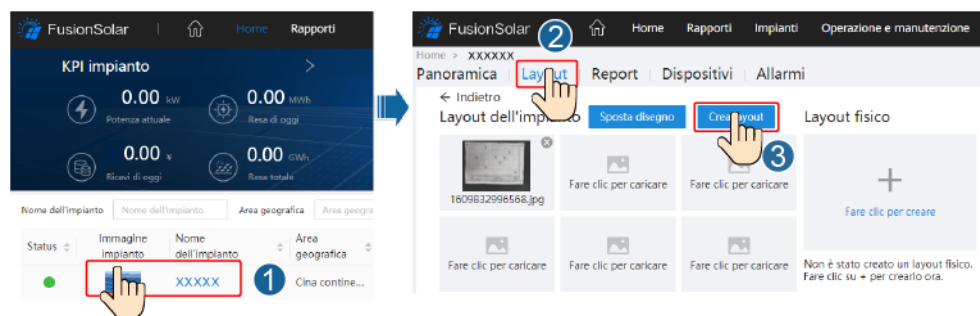 FusionSolar
Home
Rapporti
KPI impianto
0.00 kW
Potenza attuale
0.00 MWh
Resa di oggi
0.00 ¥
Ricavi di oggi
0.00 GWh
Resa totale
Nome dell'impianto
Nome dell'impianto
Area geografica
Area geogra
Status
Immagine impianto
Nome dell'impianto
Area geografica
XXXXX
1
Cina contine...
FusionSolar
2
Home
Rapporti
Impianti
Operazione e manutenzione
Home > XXXXXX
Panoramica
Layout
Report
Dispositivi
Allarmi
← Indietro
Layout dell'impianto
Sposta disegno
Crea layout
3
Layout fisico
1609832996568.jpg
Fare clic per caricare
Fare clic per caricare
Fare clic per creare
Fare clic per caricare
Fare clic per caricare
Fare clic per caricare
Non è stato creato un layout fisico.
Fare clic su + per crearlo ora.